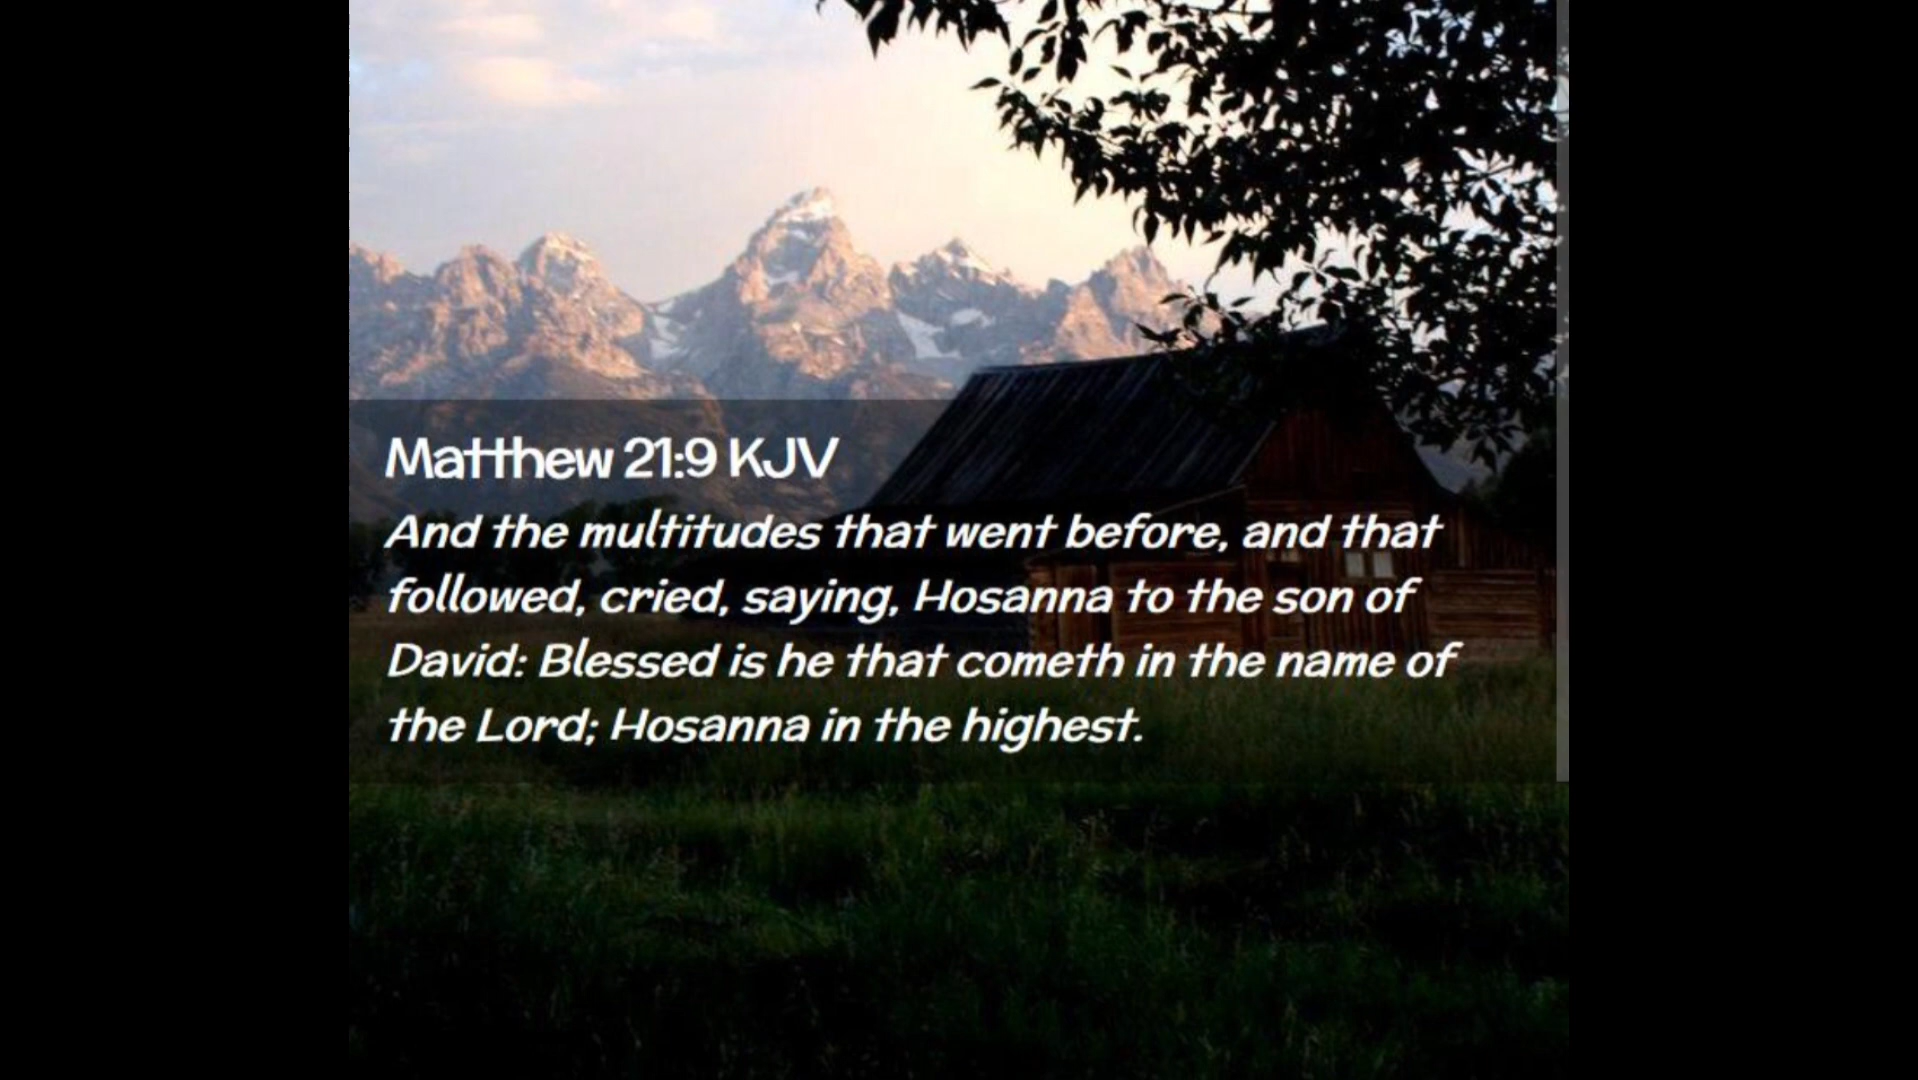 Matthew 21:9 KJV
And the multitudes that went before, and that
followed, cried, saying, Hosanna to the son of
David: Blessed is he that cometh in the name of
the Lord; Hosanna in the highest.